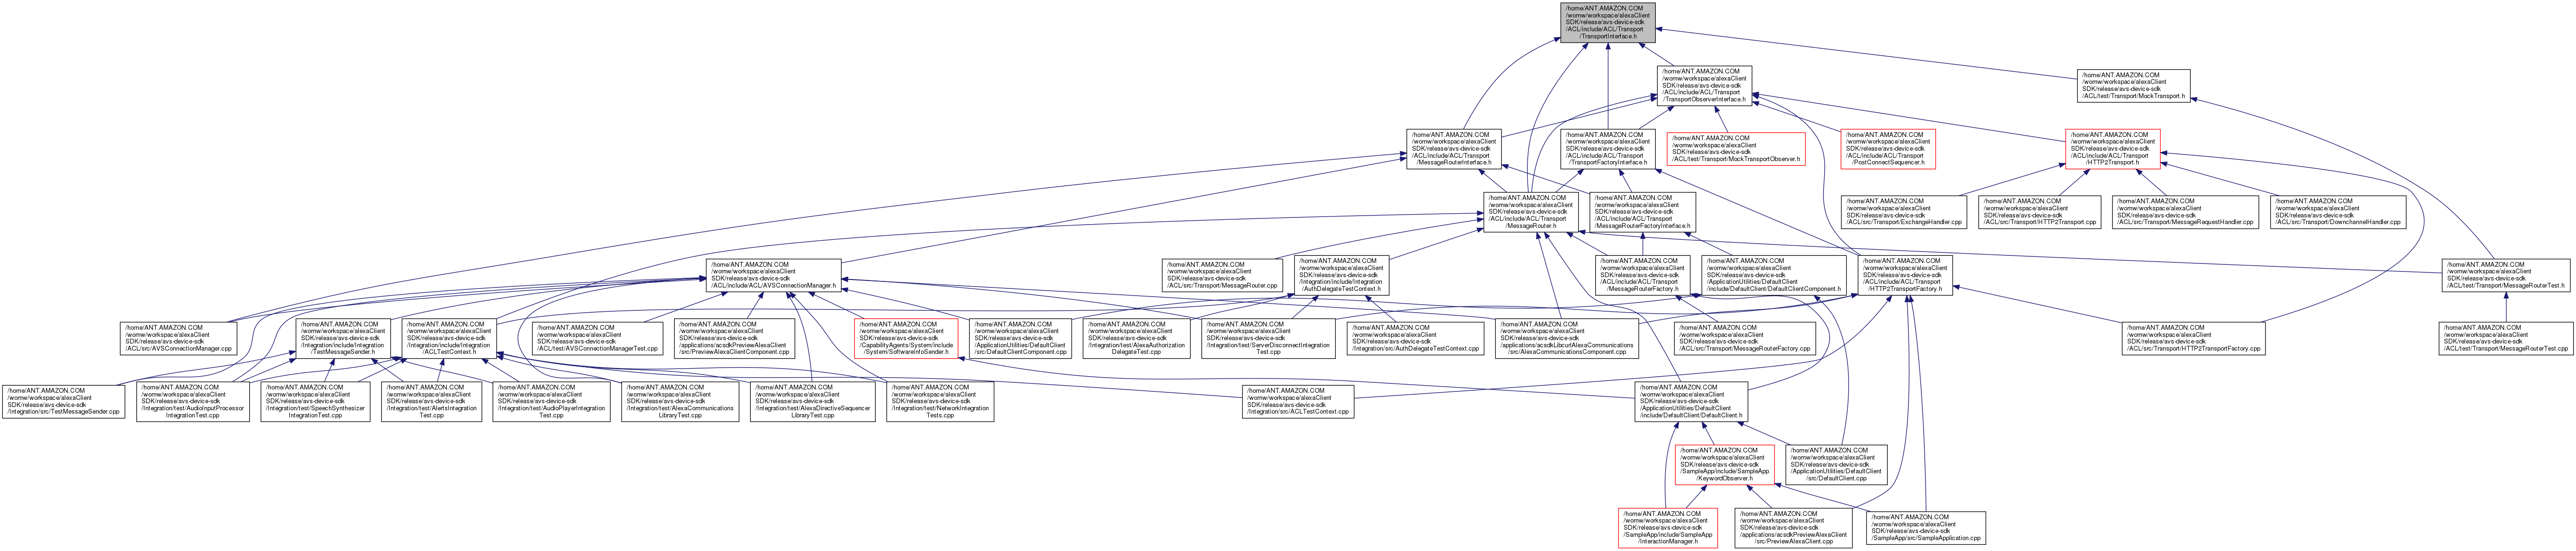 /home/ANT.AMAZON.COM
/womw/workspace/alexaClient
SDK/release/avs-device-sdk
/ACL/include/ACL/Transport
/TransportInterface.h
/home/ANT.AMAZON.COM
/womw/workspace/alexaClient
SDK/release/avs-device-sdk
/ACL/include/ACL/Transport
/TransportObserverInterface.h
/home/ANT.AMAZON.COM
/womw/workspace/alexaClient
SDK/release/avs-device-sdk
/ACL/test/Transport/MockTransport.h
/home/ANT.AMAZON.COM
/womw/workspace/alexaClient
SDK/release/avs-device-sdk
/ACL/include/ACL/Transport
/MessageRouterInterface.h
/home/ANT.AMAZON.COM
/womw/workspace/alexaClient
SDK/release/avs-device-sdk
/ACL/include/ACL/Transport
/TransportFactoryInterface.h
/home/ANT.AMAZON.COM
/womw/workspace/alexaClient
SDK/release/avs-device-sdk
/ACL/test/Transport/MockTransportObserver.h
/home/ANT.AMAZON.COM
/womw/workspace/alexaClient
SDK/release/avs-device-sdk
/ACL/include/ACL/Transport
/PostConnectSequencer.h
/home/ANT.AMAZON.COM
/womw/workspace/alexaClient
SDK/release/avs-device-sdk
/ACL/include/ACL/Transport
/HTTP2Transport.h
/home/ANT.AMAZON.COM
/womw/workspace/alexaClient
SDK/release/avs-device-sdk
/ACL/include/ACL/Transport
/MessageRouter.h
/home/ANT.AMAZON.COM
/womw/workspace/alexaClient
SDK/release/avs-device-sdk
/ACL/include/ACL/Transport
/MessageRouterFactoryInterface.h
/home/ANT.AMAZON.COM
/womw/workspace/alexaClient
SDK/release/avs-device-sdk
/ACL/src/Transport/ExchangeHandler.cpp
/home/ANT.AMAZON.COM
/womw/workspace/alexaClient
SDK/release/avs-device-sdk
/ACL/src/Transport/HTTP2Transport.cpp
/home/ANT.AMAZON.COM
/womw/workspace/alexaClient
SDK/release/avs-device-sdk
/ACL/src/Transport/MessageRequestHandler.cpp
/home/ANT.AMAZON.COM
/womw/workspace/alexaClient
SDK/release/avs-device-sdk
/ACL/src/Transport/DownchannelHandler.cpp
/home/ANT.AMAZON.COM
/womw/workspace/alexaClient
SDK/release/avs-device-sdk
/ACL/include/ACL/AVSConnectionManager.h
/home/ANT.AMAZON.COM
/womw/workspace/alexaClient
SDK/release/avs-device-sdk
/ACL/src/Transport/MessageRouter.cpp
/home/ANT.AMAZON.COM
/womw/workspace/alexaClient
SDK/release/avs-device-sdk
/Integration/include/Integration
/AuthDelegateTestContext.h
/home/ANT.AMAZON.COM
/womw/workspace/alexaClient
SDK/release/avs-device-sdk
/ACL/include/ACL/Transport
/MessageRouterFactory.h
/home/ANT.AMAZON.COM
/womw/workspace/alexaClient
SDK/release/avs-device-sdk
/ApplicationUtilities/DefaultClient
/include/DefaultClient/DefaultClientComponent.h
/home/ANT.AMAZON.COM
/womw/workspace/alexaClient
SDK/release/avs-device-sdk
/ACL/include/ACL/Transport
/HTTP2TransportFactory.h
/home/ANT.AMAZON.COM
/womw/workspace/alexaClient
SDK/release/avs-device-sdk
/ACL/test/Transport/MessageRouterTest.h
/home/ANT.AMAZON.COM
/womw/workspace/alexaClient
SDK/release/avs-device-sdk
/ACL/src/AVSConnectionManager.cpp
/home/ANT.AMAZON.COM
/womw/workspace/alexaClient
SDK/release/avs-device-sdk
/Integration/include/Integration
/TestMessageSender.h
/home/ANT.AMAZON.COM
/womw/workspace/alexaClient
SDK/release/avs-device-sdk
/Integration/include/Integration
/ACLTestContext.h
/home/ANT.AMAZON.COM
/womw/workspace/alexaClient
SDK/release/avs-device-sdk
/ACL/test/AVSConnectionManagerTest.cpp
/home/ANT.AMAZON.COM
/womw/workspace/alexaClient
SDK/release/avs-device-sdk
/applications/acsdkPreviewAlexaClient
/src/PreviewAlexaClientComponent.cpp
/home/ANT.AMAZON.COM
/womw/workspace/alexaClient
SDK/release/avs-device-sdk
/CapabilityAgents/System/include
/System/SoftwareInfoSender.h
/home/ANT.AMAZON.COM
/womw/workspace/alexaClient
SDK/release/avs-device-sdk
/ApplicationUtilities/DefaultClient
/src/DefaultClientComponent.cpp
/home/ANT.AMAZON.COM
/womw/workspace/alexaClient
SDK/release/avs-device-sdk
/Integration/test/AlexaAuthorization
DelegateTest.cpp
/home/ANT.AMAZON.COM
/womw/workspace/alexaClient
SDK/release/avs-device-sdk
/Integration/test/ServerDisconnectIntegration
Test.cpp
/home/ANT.AMAZON.COM
/womw/workspace/alexaClient
SDK/release/avs-device-sdk
/Integration/src/AuthDelegateTestContext.cpp
/home/ANT.AMAZON.COM
/womw/workspace/alexaClient
SDK/release/avs-device-sdk
/applications/acsdkLibcurlAlexaCommunications
/src/AlexaCommunicationsComponent.cpp
/home/ANT.AMAZON.COM
/womw/workspace/alexaClient
SDK/release/avs-device-sdk
/ACL/src/Transport/MessageRouterFactory.cpp
/home/ANT.AMAZON.COM
/womw/workspace/alexaClient
SDK/release/avs-device-sdk
/ACL/src/Transport/HTTP2TransportFactory.cpp
/home/ANT.AMAZON.COM
/womw/workspace/alexaClient
SDK/release/avs-device-sdk
/ACL/test/Transport/MessageRouterTest.cpp
/home/ANT.AMAZON.COM
/womw/workspace/alexaClient
SDK/release/avs-device-sdk
/Integration/src/TestMessageSender.cpp
/home/ANT.AMAZON.COM
/womw/workspace/alexaClient
SDK/release/avs-device-sdk
/Integration/test/AudioInputProcessor
IntegrationTest.cpp
/home/ANT.AMAZON.COM
/womw/workspace/alexaClient
SDK/release/avs-device-sdk
/Integration/test/SpeechSynthesizer
IntegrationTest.cpp
/home/ANT.AMAZON.COM
/womw/workspace/alexaClient
SDK/release/avs-device-sdk
/Integration/test/AlertsIntegration
Test.cpp
/home/ANT.AMAZON.COM
/womw/workspace/alexaClient
SDK/release/avs-device-sdk
/Integration/test/AudioPlayerIntegration
Test.cpp
/home/ANT.AMAZON.COM
/womw/workspace/alexaClient
SDK/release/avs-device-sdk
/Integration/test/AlexaCommunications
LibraryTest.cpp
/home/ANT.AMAZON.COM
/womw/workspace/alexaClient
SDK/release/avs-device-sdk
/Integration/test/AlexaDirectiveSequencer
LibraryTest.cpp
/home/ANT.AMAZON.COM
/womw/workspace/alexaClient
SDK/release/avs-device-sdk
/Integration/test/NetworkIntegration
Tests.cpp
/home/ANT.AMAZON.COM
/womw/workspace/alexaClient
SDK/release/avs-device-sdk
/Integration/src/ACLTestContext.cpp
/home/ANT.AMAZON.COM
/womw/workspace/alexaClient
SDK/release/avs-device-sdk
/ApplicationUtilities/DefaultClient
/include/DefaultClient/DefaultClient.h
/home/ANT.AMAZON.COM
/womw/workspace/alexaClient
SDK/release/avs-device-sdk
/SampleApp/include/SampleApp
/KeywordObserver.h
/home/ANT.AMAZON.COM
/womw/workspace/alexaClient
SDK/release/avs-device-sdk
/ApplicationUtilities/DefaultClient
/src/DefaultClient.cpp
/home/ANT.AMAZON.COM
/womw/workspace/alexaClient
SDK/release/avs-device-sdk
/SampleApp/include/SampleApp
/InteractionManager.h
/home/ANT.AMAZON.COM
/womw/workspace/alexaClient
SDK/release/avs-device-sdk
/applications/acsdkPreviewAlexaClient
/src/PreviewAlexaClient.cpp
/home/ANT.AMAZON.COM
/womw/workspace/alexaClient
SDK/release/avs-device-sdk
/SampleApp/src/SampleApplication.cpp